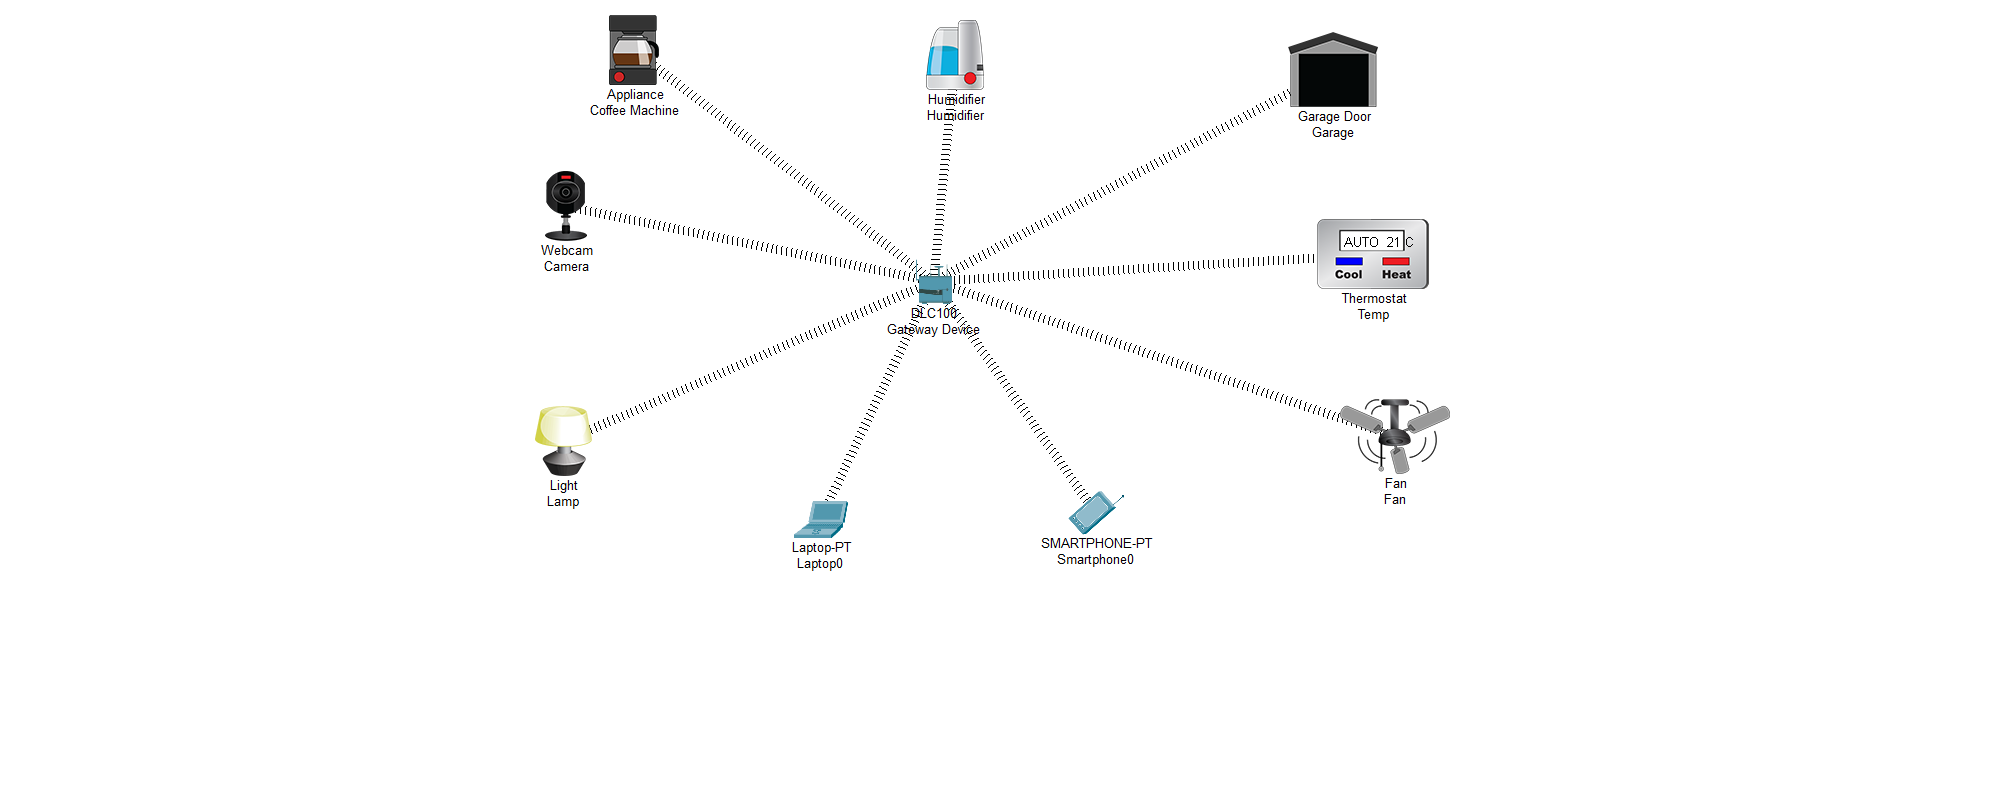 Appliance
Coffee Machine
Humidifier
Humidifier
Garage Door
Garage
Webcam
Camera
AUTO 21 C
Cool Heat
Thermostat
Temp
DLC100
Gateway Device
Light
Lamp
Fan
Fan
Laptop-PT
Laptop0
SMARTPHONE-PT
Smartphone0